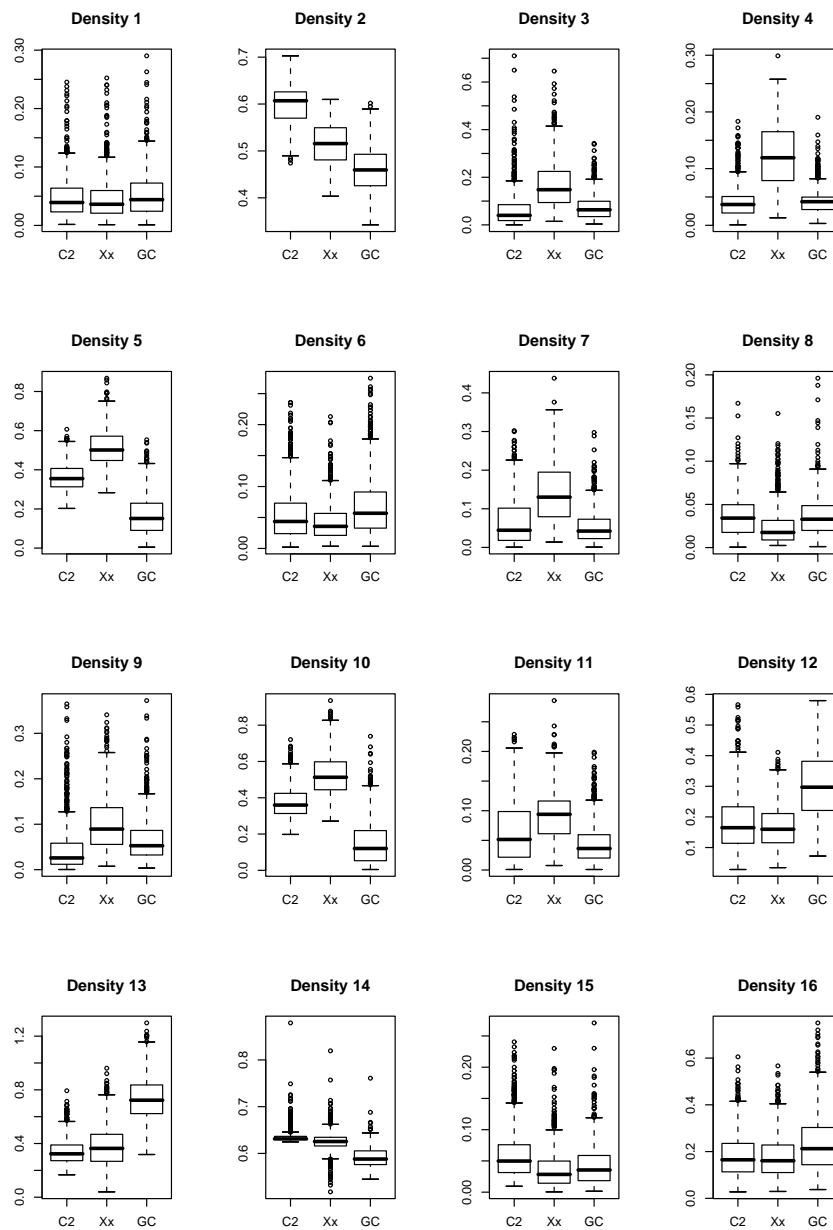 Density 1
0.00 0.10 0.20 0.30
C2 Xx GC
Density 2
0.4 0.5 0.6 0.7
C2 Xx GC
Density 3
0.0 0.2 0.4 0.6
C2 Xx GC
Density 4
0.00 0.10 0.20 0.30
C2 Xx GC
Density 5
0.0 0.2 0.4 0.6 0.8
C2 Xx GC
Density 6
0.00 0.10 0.20
C2 Xx GC
Density 7
0.0 0.1 0.2 0.3 0.4
C2 Xx GC
Density 8
0.00 0.05 0.10 0.15 0.20
C2 Xx GC
Density 9
0.0 0.1 0.2 0.3
C2 Xx GC
Density 10
0.0 0.2 0.4 0.6 0.8
C2 Xx GC
Density 11
0.00 0.10 0.20
C2 Xx GC
Density 12
0.1 0.2 0.3 0.4 0.5 0.6
C2 Xx GC
Density 13
0.0 0.4 0.8 1.2
C2 Xx GC
Density 14
0.6 0.7 0.8
C2 Xx GC
Density 15
0.00 0.10 0.20
C2 Xx GC
Density 16
0.0 0.2 0.4 0.6
C2 Xx GC